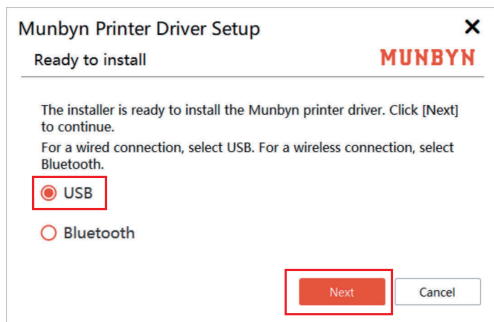 Munbyn Printer Driver Setup
Ready to install
MUNBYN
The installer is ready to install the Munbyn printer driver. Click [Next]
to continue.
For a wired connection, select USB. For a wireless connection, select
Bluetooth.
USB
Bluetooth
Next
Cancel